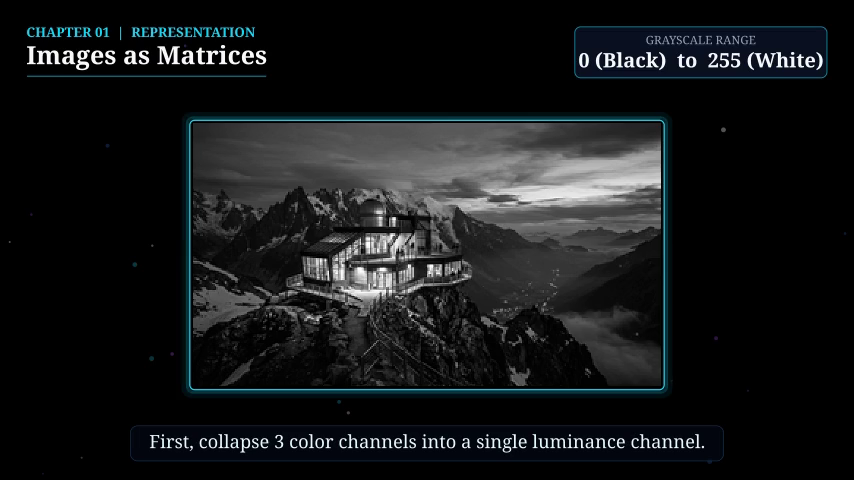 CHAPTER 01 | REPRESENTATION
Images as Matrices
GRAYSCALE RANGE
0 (Black) to 255 (White)
First, collapse 3 color channels into a single luminance channel.